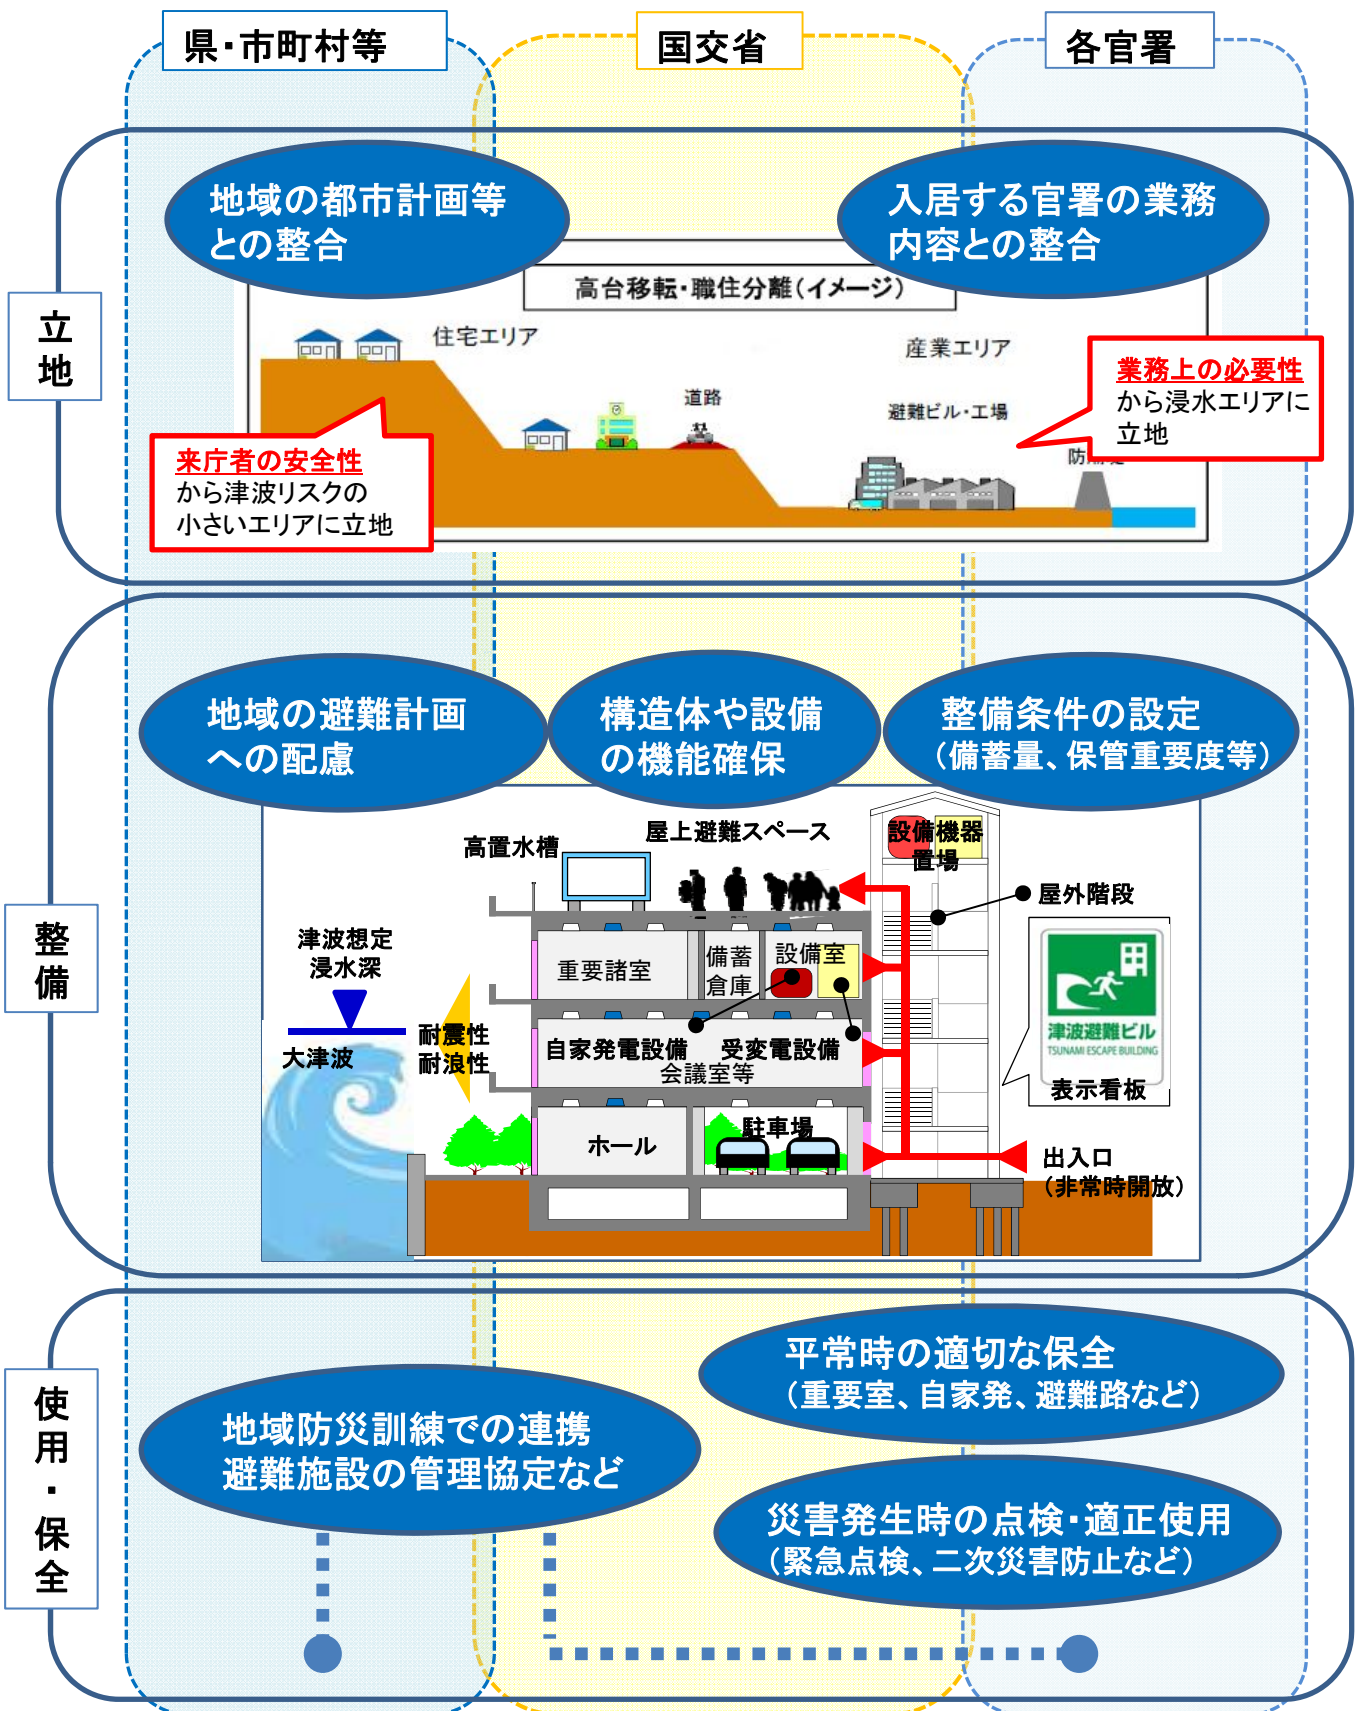 県・市町村等
国交省
各官署
立地
地域の都市計画等
との整合
入居する官署の業務
内容との整合
高台移転・職住分離(イメージ)
住宅エリア
産業エリア
道路
避難ビル・工場
業務上の必要性
から浸水エリアに
立地
来庁者の安全性
から津波リスクの
小さいエリアに立地
整備
地域の避難計画
への配慮
構造体や設備
の機能確保
整備条件の設定
(備蓄量、保管重要度等)
高置水槽
屋上避難スペース
設備機器
置場
屋外階段
津波想定
浸水深
大津波
耐震性
耐浪性
重要諸室
備蓄
倉庫
設備室
自家発電設備
受変電設備
会議室等
津波避難ビル
TSUNAMI ESCAPE BUILDING
表示看板
ホール
駐車場
出入口
(非常時開放)
使用・保全
平常時の適切な保全
(重要室、自家発、避難路など)
地域防災訓練での連携
避難施設の管理協定など
災害発生時の点検・適正使用
(緊急点検、二次災害防止など)